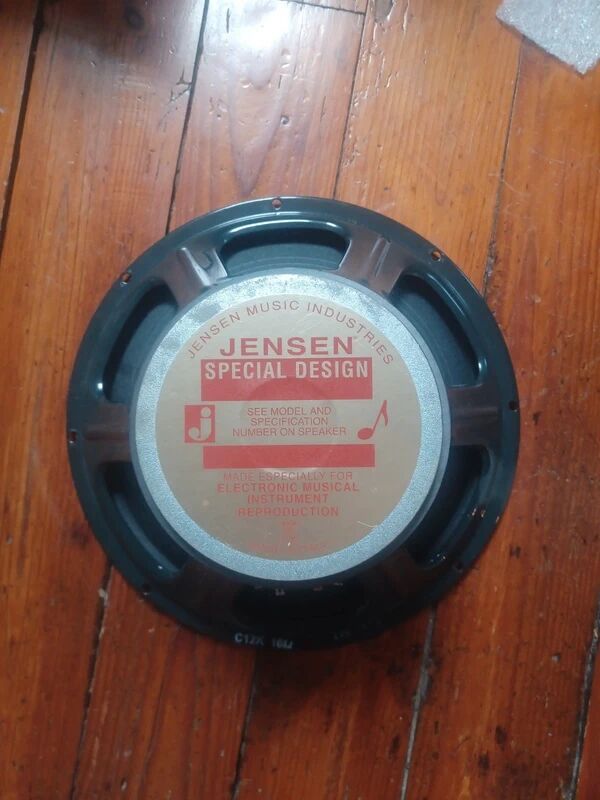 JENSEN MUSIC INDUSTRIES
JENSEN
SPECIAL DESIGN
j
SEE MODEL AND
SPECIFICATION
NUMBER ON SPEAKER
MADE ESPECIALLY FOR
ELECTRONIC MUSICAL
INSTRUMENT
REPRODUCTION
C12K 16Ω